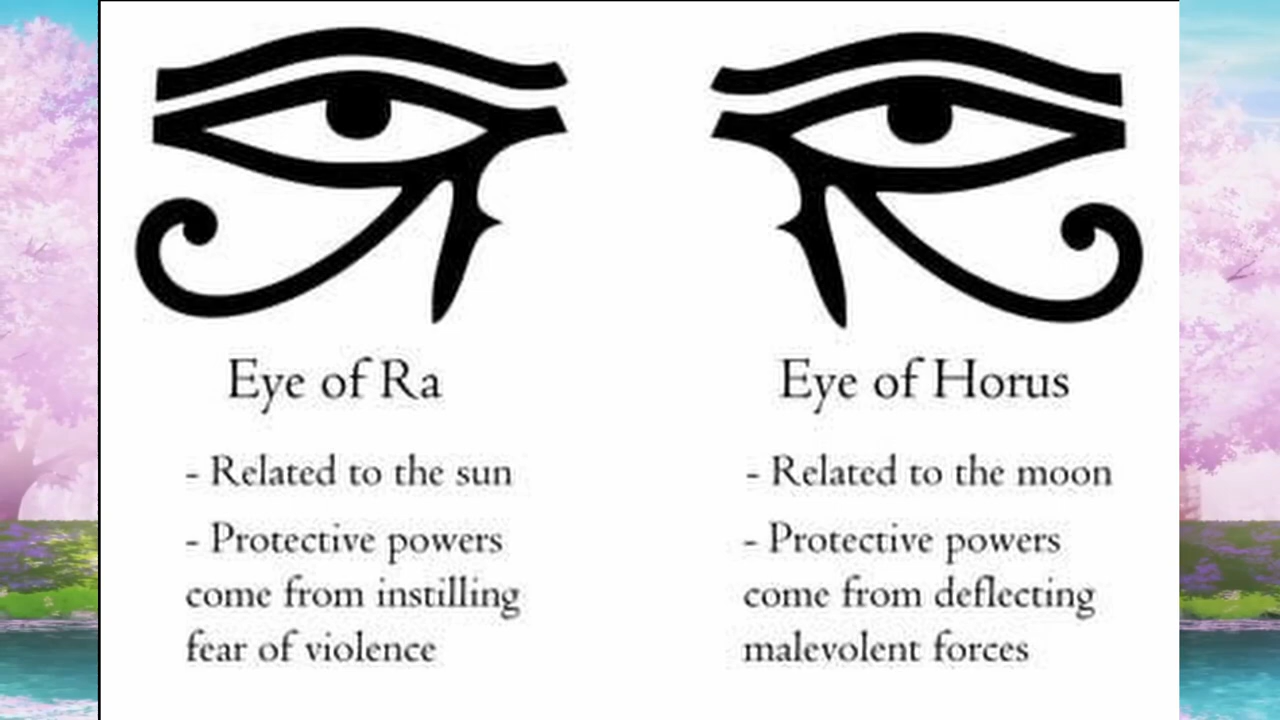 Eye of Ra
- Related to the sun
- Protective powers
come from instilling
fear of violence
Eye of Horus
- Related to the moon
- Protective powers
come from deflecting
malevolent forces